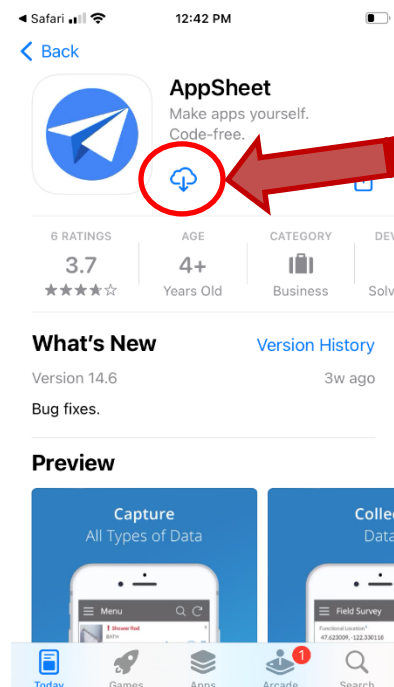 ◀ Safari 12:42 PM
Back
AppSheet
Make apps yourself.
Code-free.
6 RATINGS AGE CATEGORY DEV
3.7 4+
★★★★☆ Years Old Business Solv
What's New Version History
Version 14.6 3w ago
Bug fixes.
Preview
Capture Collec
All Types of Data Data
Menu Field Survey
Shower Rod Functional Location*
BATH 47.623009, -122.330118
1
Today Games Apps Arcade Search